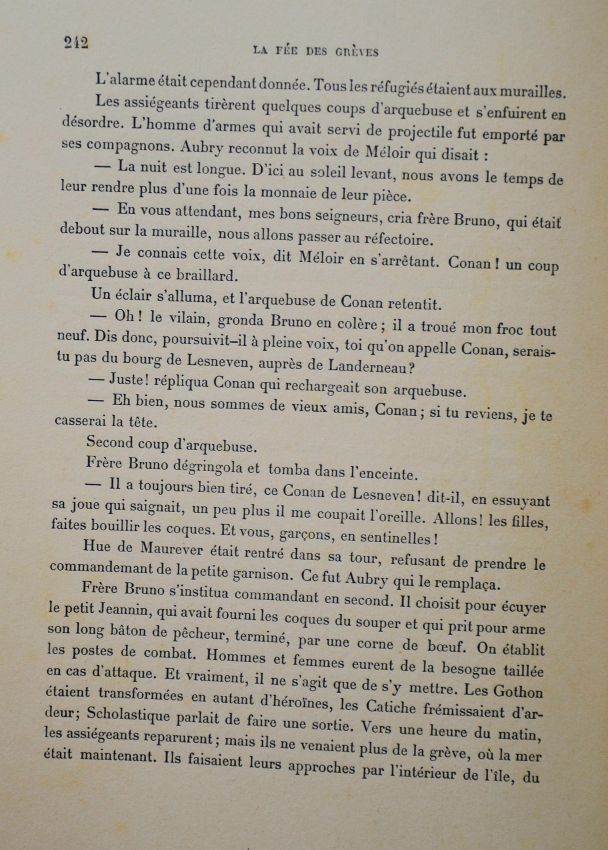 242
LA FÉE DES GRÈVES
L'alarme était cependant donnée. Tous les réfugiés étaient aux murailles.
Les assiégeants tirèrent quelques coups d'arquebuse et s'enfuirent en
désordre. L'homme d'armes qui avait servi de projectile fut emporté par
ses compagnons. Aubry reconnut la voix de Méloir qui disait :
— La nuit est longue. D'ici au soleil levant, nous avons le temps de
leur rendre plus d'une fois la monnaie de leur pièce.
— En vous attendant, mes bons seigneurs, cria frère Bruno, qui était
debout sur la muraille, nous allons passer au réfectoire.
— Je connais cette voix, dit Méloir en s'arrêtant. Conan ! un coup
d'arquebuse à ce braillard.
Un éclair s'alluma, et l'arquebuse de Conan retentit.
— Oh ! le vilain, gronda Bruno en colère ; il a troué mon froc tout
neuf. Dis donc, poursuivit-il à pleine voix, toi qu'on appelle Conan, serais-
tu pas du bourg de Lesneven, auprès de Landerneau ?
— Juste ! répliqua Conan qui rechargeait son arquebuse.
— Eh bien, nous sommes de vieux amis, Conan ; si tu reviens, je te
casserai la tête.
Second coup d'arquebuse.
Frère Bruno dégringola et tomba dans l'enceinte.
— Il a toujours bien tiré, ce Conan de Lesneven ! dit-il, en essuyant
sa joue qui saignait, un peu plus il me coupait l'oreille. Allons ! les filles,
faites bouillir les coques. Et vous, garçons, en sentinelles !
Hue de Maurever était rentré dans sa tour, refusant de prendre le
commandemant de la petite garnison. Ce fut Aubry qui le remplaça.
Frère Bruno s'institua commandant en second. Il choisit pour écuyer
le petit Jeannin, qui avait fourni les coques du souper et qui prit pour arme
son long bâton de pêcheur, terminé, par une corne de bœuf. On établit
les postes de combat. Hommes et femmes eurent de la besogne taillée
en cas d'attaque. Et vraiment, il ne s'agit que de s'y mettre. Les Gothon
étaient transformées en autant d'héroïnes, les Catiche frémissaient d'ar-
deur ; Scholastique parlait de faire une sortie. Vers une heure du matin,
les assiégeants reparurent ; mais ils ne venaient plus de la grève, où la mer
était maintenant. Ils faisaient leurs approches par l'intérieur de l'île, du